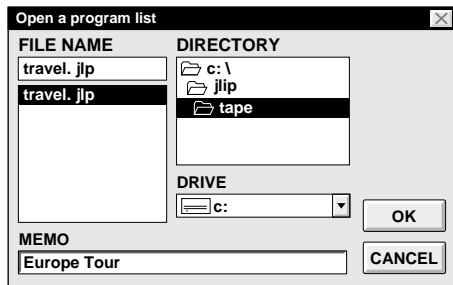 Open a program list
FILE NAME
travel. jlp
travel. jlp
DIRECTORY
c: \
jlip
tape
DRIVE
c:
OK
MEMO
Europe Tour
CANCEL